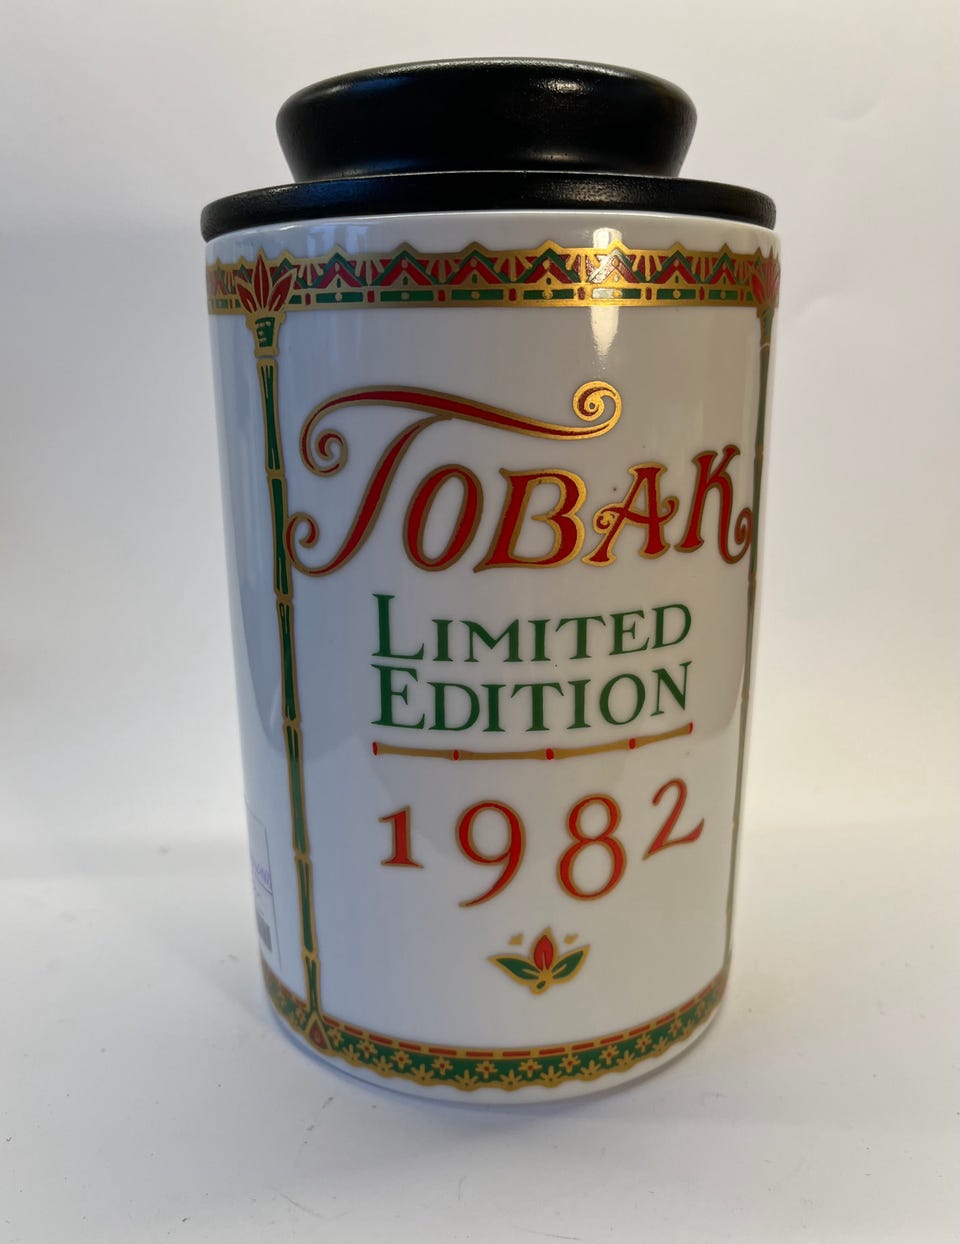 TOBAK
LIMITED
EDITION
1982